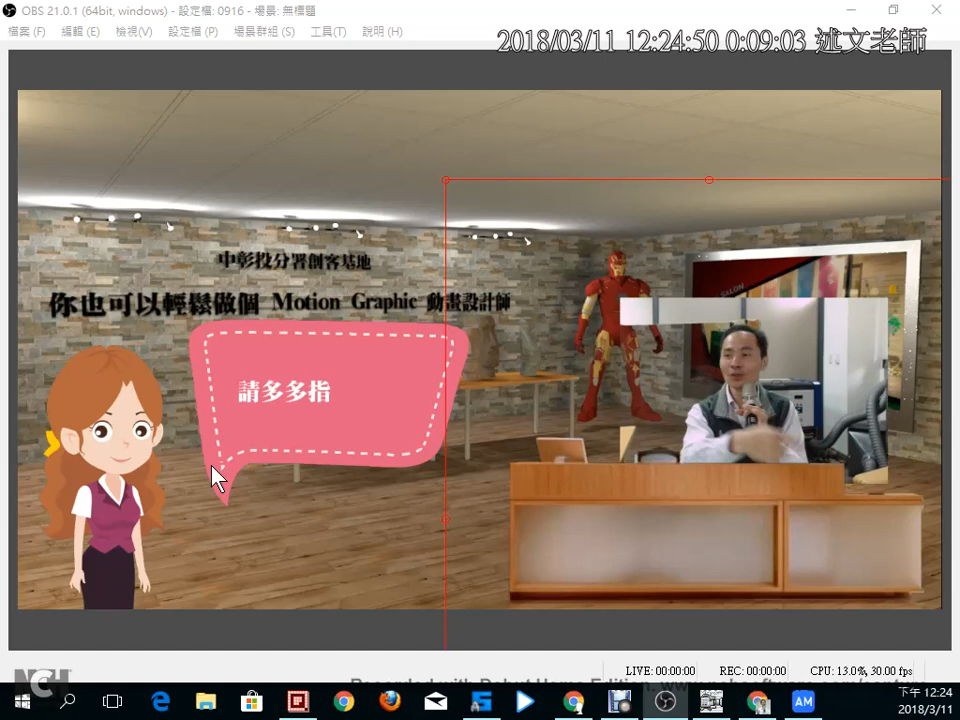 OBS 21.0.1 (64bit, windows) - 設定檔: 0916 - 場景: 無標題
檔案 (F) 編輯 (E) 檢視(V) 設定檔 (P) 場景群組 (S) 工具(T) 說明 (H)
2018/03/11 12:24:50 0:09:03 述文老師
中彰投分署創客基地
你也可以輕鬆做個 Motion Graphic 動畫設計師
SALON
請多多指
LIVE: 00:00:00 REC: 00:00:00 CPU: 13.0%, 30.00 fps
NCH
AM
下午 12:24
2018/3/11